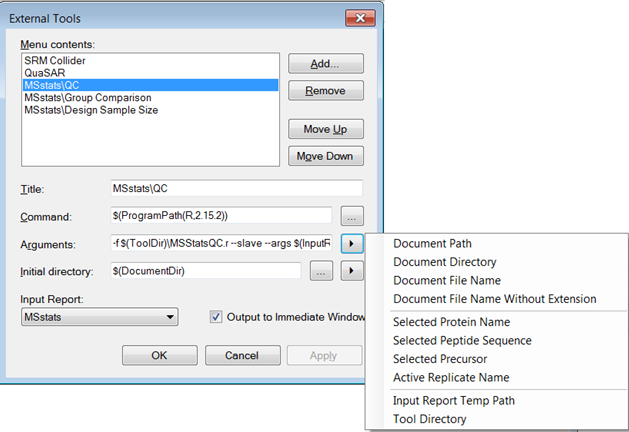 External Tools
Menu contents:
SRM Collider
QuaSAR
MSstats\QC
MSstats\Group Comparison
MSstats\Design Sample Size
Add...
Remove
Move Up
Move Down
Title:
MSstats\QC
Command:
$(ProgramPath(R,2.15.2))
...
Arguments:
-f $(ToolDir)\MSStatsQC.r --slave --args $(InputR
Initial directory:
$(DocumentDir)
...
Input Report:
MSstats
Output to Immediate Window
OK
Cancel
Apply
Document Path
Document Directory
Document File Name
Document File Name Without Extension
Selected Protein Name
Selected Peptide Sequence
Selected Precursor
Active Replicate Name
Input Report Temp Path
Tool Directory